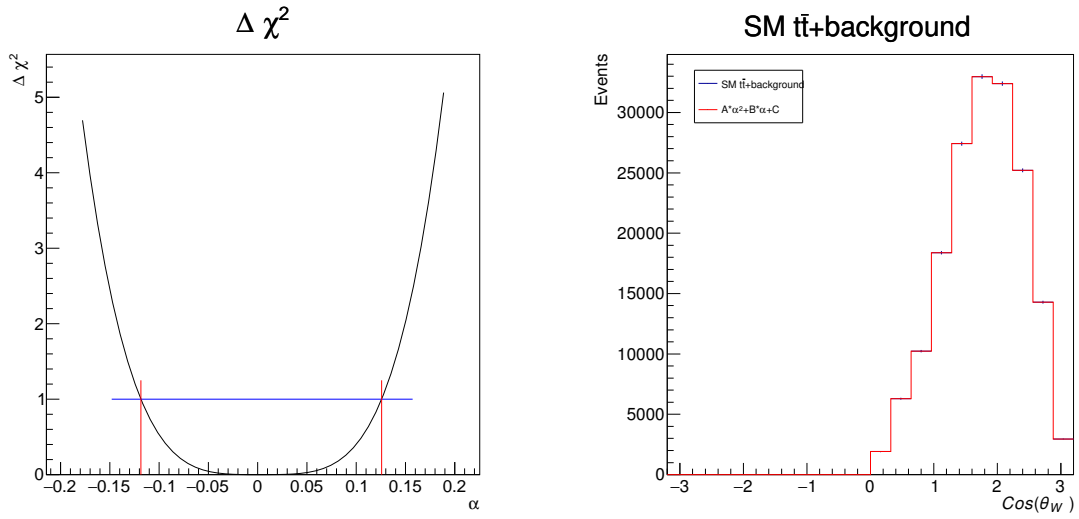 Δ χ²
Δ χ²
5
4
3
2
1
0
−0.2 −0.15 −0.1 −0.05 0 0.05 0.1 0.15 0.2
α
SM tt̄+background
Events
SM tt̄+background
A*α²+B*α+C
30000
25000
20000
15000
10000
5000
0
−3 −2 −1 0 1 2 3
Cos(θ_W)